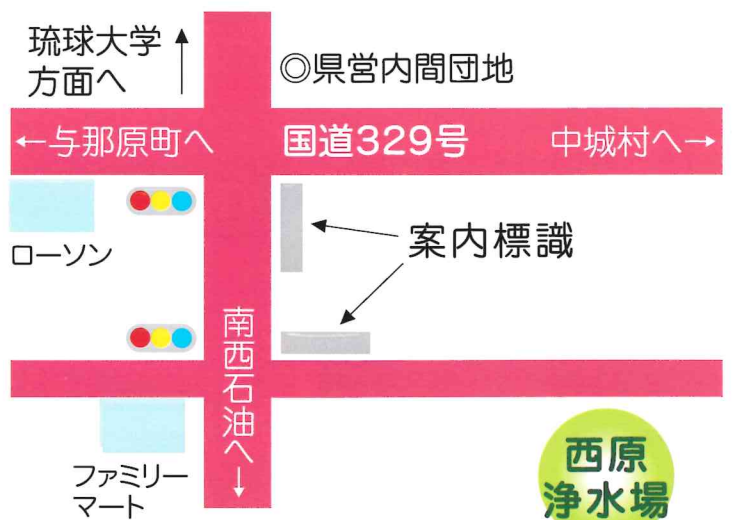 琉球大学
方面へ
◎県営内間団地
←与那原町へ
国道329号
中城村へ→
ローソン
案内標識
南西石油へ→
ファミリー
マート
西原
浄水場